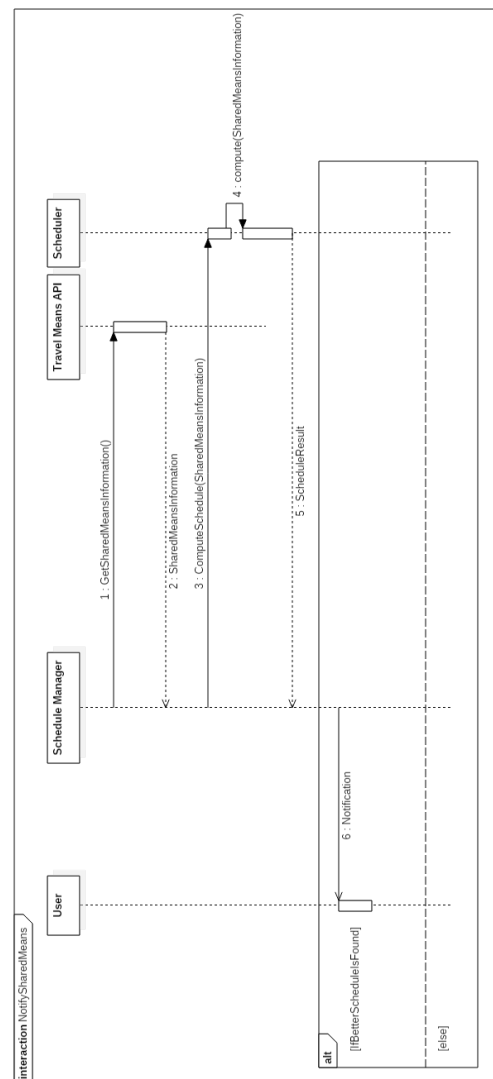 interaction NotifySharedMeans
User
Schedule Manager
Travel Means API
Scheduler
1 : GetSharedMeansInformation()
2 : SharedMeansInformation
3 : ComputeSchedule(SharedMeansInformation)
4 : compute(SharedMeansInformation)
5 : ScheduleResult
alt
[IfBetterScheduleIsFound]
6 : Notification
[else]